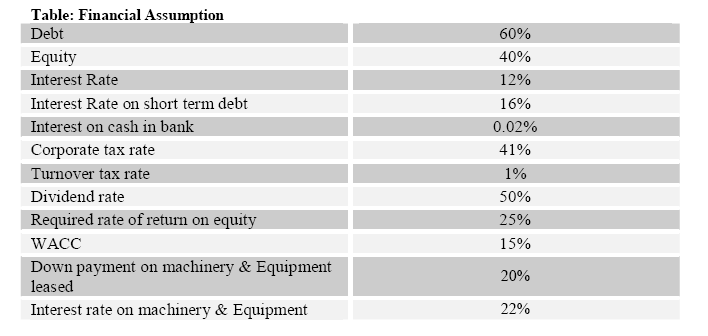 Table: Financial Assumption
Debt 60%
Equity 40%
Interest Rate 12%
Interest Rate on short term debt 16%
Interest on cash in bank 0.02%
Corporate tax rate 41%
Turnover tax rate 1%
Dividend rate 50%
Required rate of return on equity 25%
WACC 15%
Down payment on machinery & Equipment
leased 20%
Interest rate on machinery & Equipment 22%